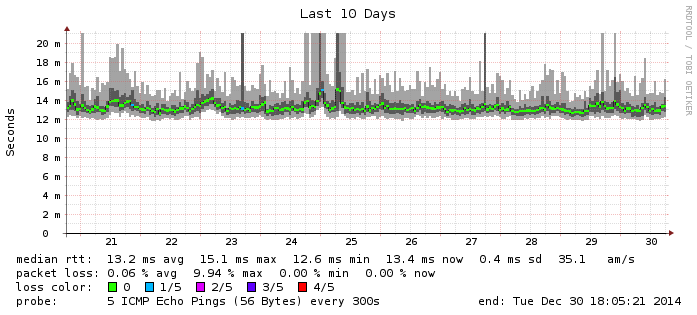 Last 10 Days
RRDTOOL / TOBI OETIKER
Seconds
20 m
18 m
16 m
14 m
12 m
10 m
8 m
6 m
4 m
2 m
0
21 22 23 24 25 26 27 28 29 30
median rtt: 13.2 ms avg 15.1 ms max 12.6 ms min 13.4 ms now 0.4 ms sd 35.1 am/s
packet loss: 0.06 % avg 9.94 % max 0.00 % min 0.00 % now
loss color: 0 1/5 2/5 3/5 4/5
probe: 5 ICMP Echo Pings (56 Bytes) every 300s end: Tue Dec 30 18:05:21 2014